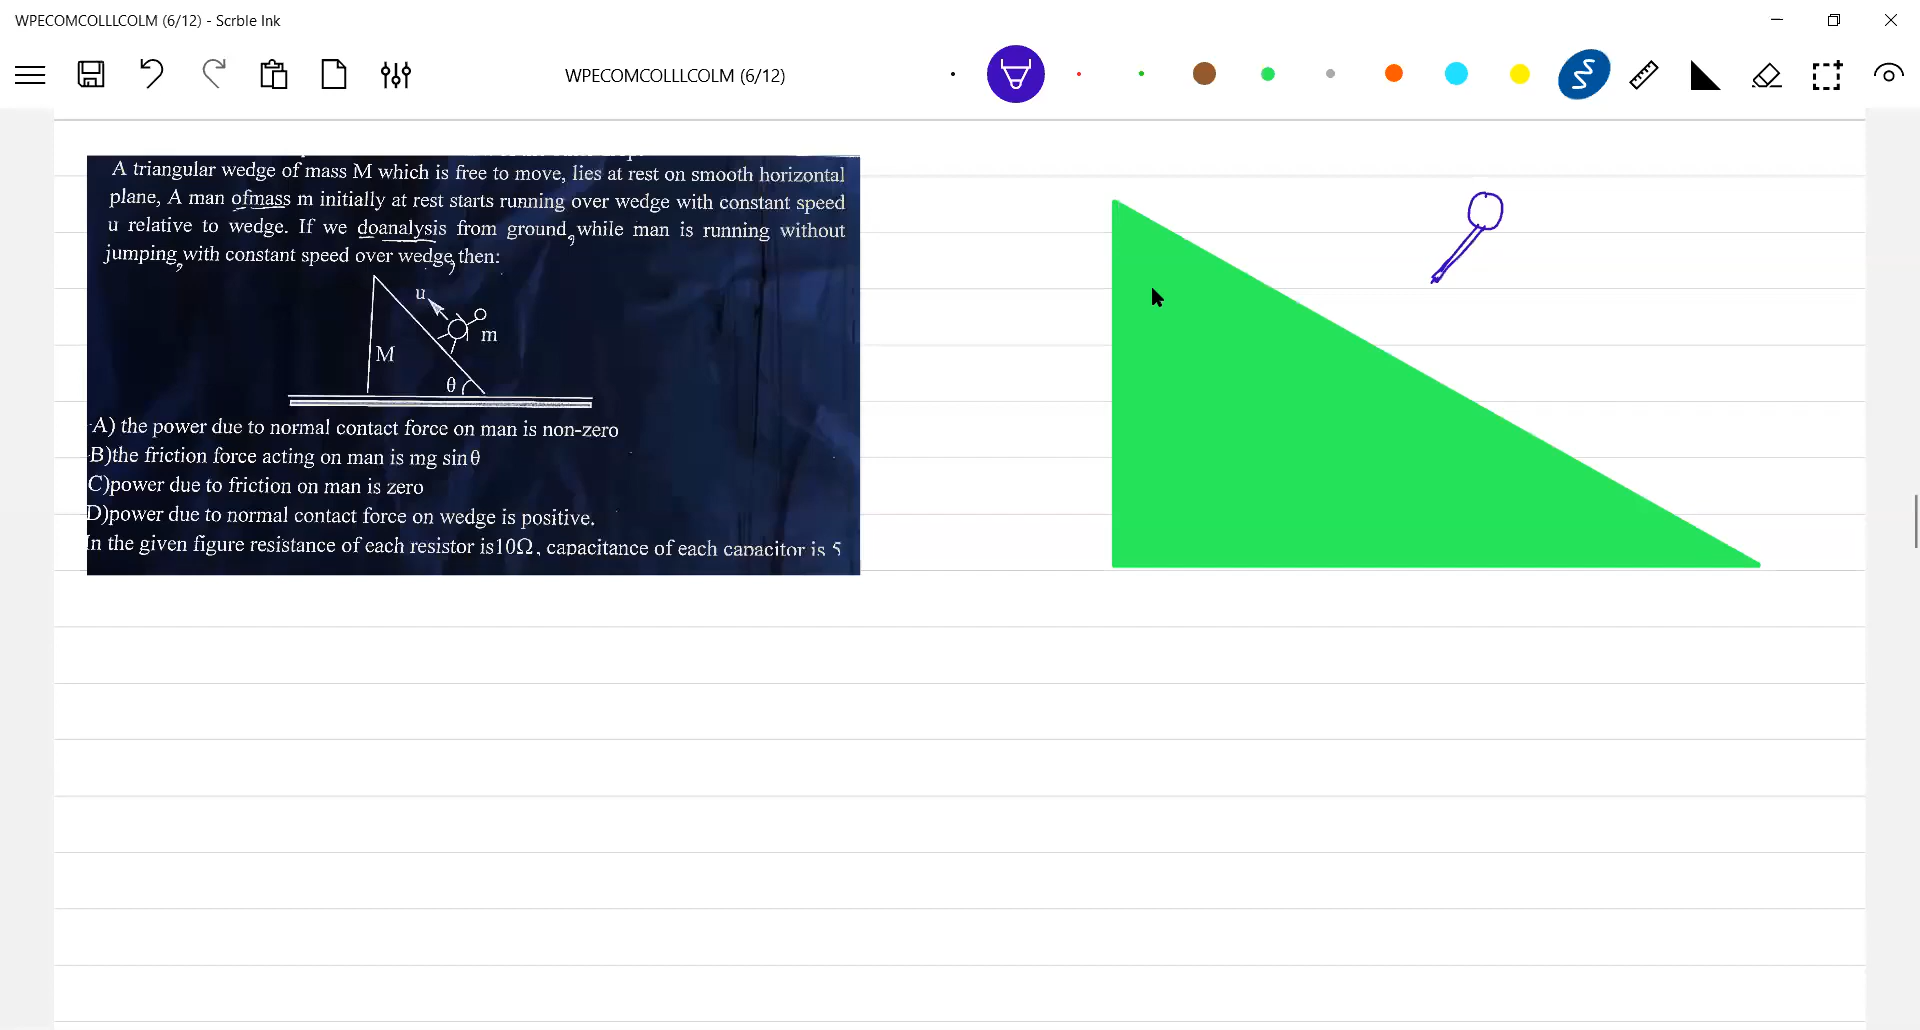 WPECOMCOLLLCOLM (6/12) - Scrble Ink
WPECOMCOLLLCOLM (6/12)
A triangular wedge of mass M which is free to move, lies at rest on smooth horizontal
plane, A man ofmass m initially at rest starts running over wedge with constant speed
u relative to wedge. If we doanalysis from ground, while man is running without
jumping, with constant speed over wedge, then:
u
m
M
θ
A) the power due to normal contact force on man is non-zero
B)the friction force acting on man is mg sinθ
C)power due to friction on man is zero
D)power due to normal contact force on wedge is positive.
In the given figure resistance of each resistor is10Ω, capacitance of each capacitor is 5